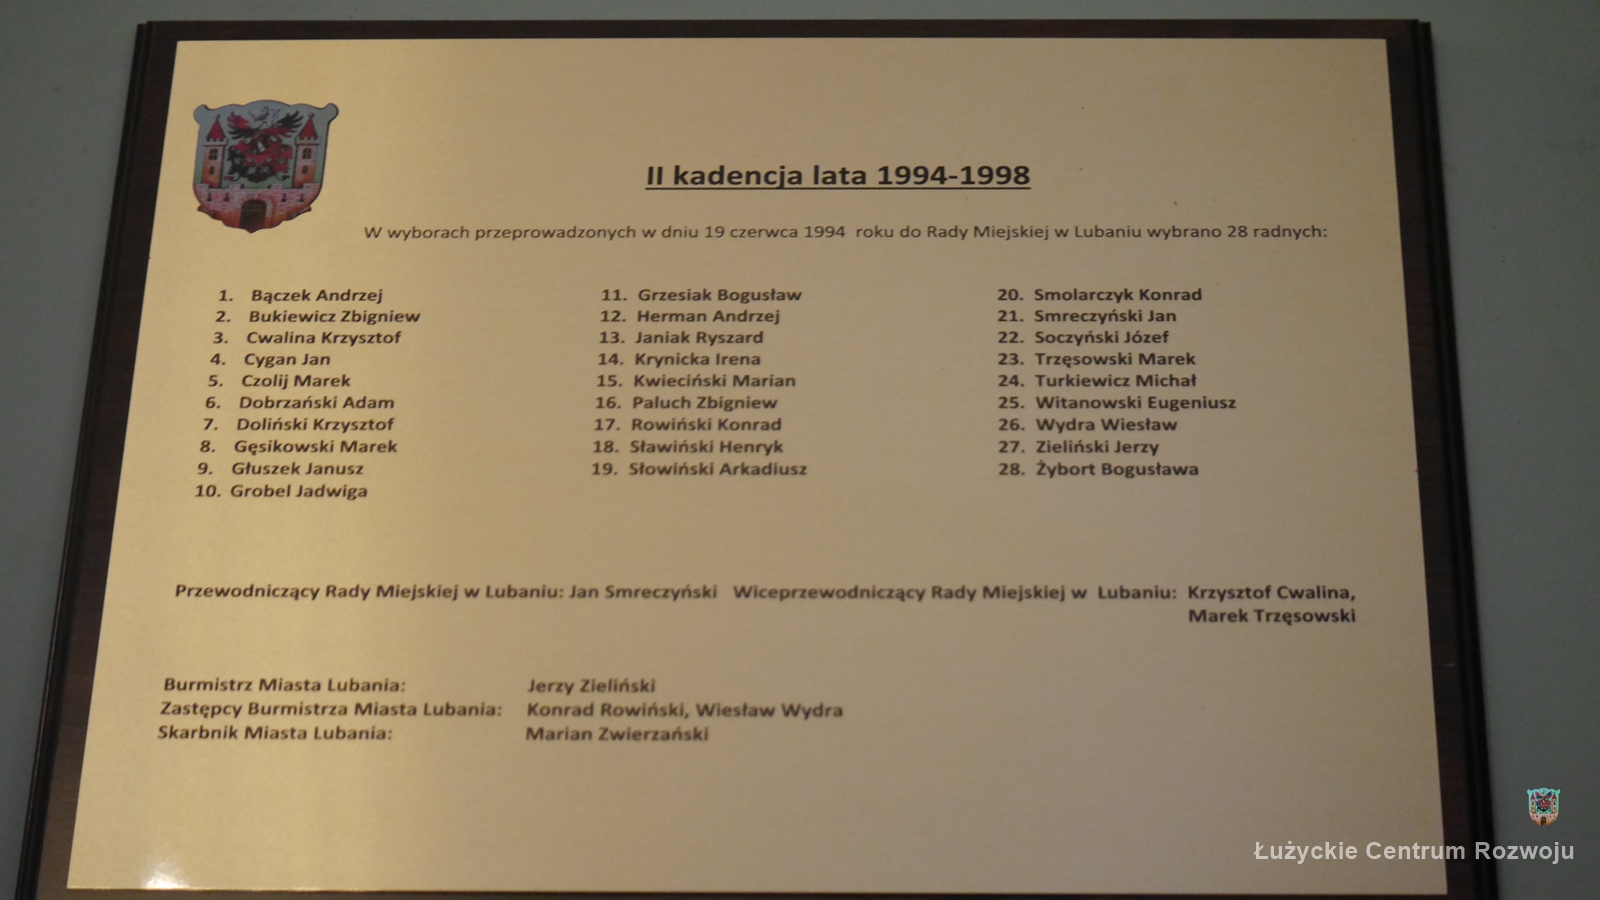 II kadencja lata 1994-1998
W wyborach przeprowadzonych w dniu 19 czerwca 1994 roku do Rady Miejskiej w Lubaniu wybrano 28 radnych:
1. Bączek Andrzej
2. Bukiewicz Zbigniew
3. Cwalina Krzysztof
4. Cygan Jan
5. Czolij Marek
6. Dobrzański Adam
7. Doliński Krzysztof
8. Gęsikowski Marek
9. Głuszek Janusz
10. Grobel Jadwiga
11. Grzesiak Bogusław
12. Herman Andrzej
13. Janiak Ryszard
14. Krynicka Irena
15. Kwieciński Marian
16. Paluch Zbigniew
17. Rowiński Konrad
18. Sławiński Henryk
19. Słowiński Arkadiusz
20. Smolarczyk Konrad
21. Smreczyński Jan
22. Soczyński Józef
23. Trzęsowski Marek
24. Turkiewicz Michał
25. Witanowski Eugeniusz
26. Wydra Wiesław
27. Zieliński Jerzy
28. Żybort Bogusława
Przewodniczący Rady Miejskiej w Lubaniu: Jan Smreczyński Wiceprzewodniczący Rady Miejskiej w Lubaniu: Krzysztof Cwalina,
Marek Trzęsowski
Burmistrz Miasta Lubania: Jerzy Zieliński
Zastępcy Burmistrza Miasta Lubania: Konrad Rowiński, Wiesław Wydra
Skarbnik Miasta Lubania: Marian Zwierzański
Łużyckie Centrum Rozwoju